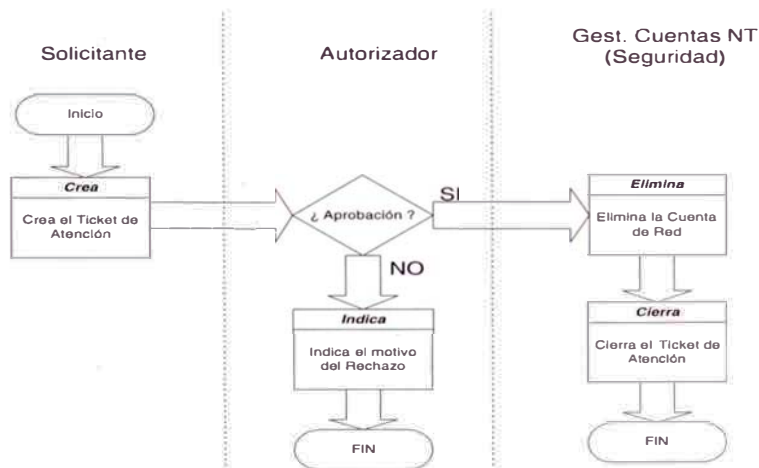 Solicitante
Autorizador
Gest. Cuentas NT
(Seguridad)
Inicio
Crea
Crea el Ticket de
Atención
¿ Aprobación ?
SI
NO
Elimina
Elimina la Cuenta
de Red
Indica
Indica el motivo
del Rechazo
Cierra
Cierra el Ticket de
Atención
FIN
FIN